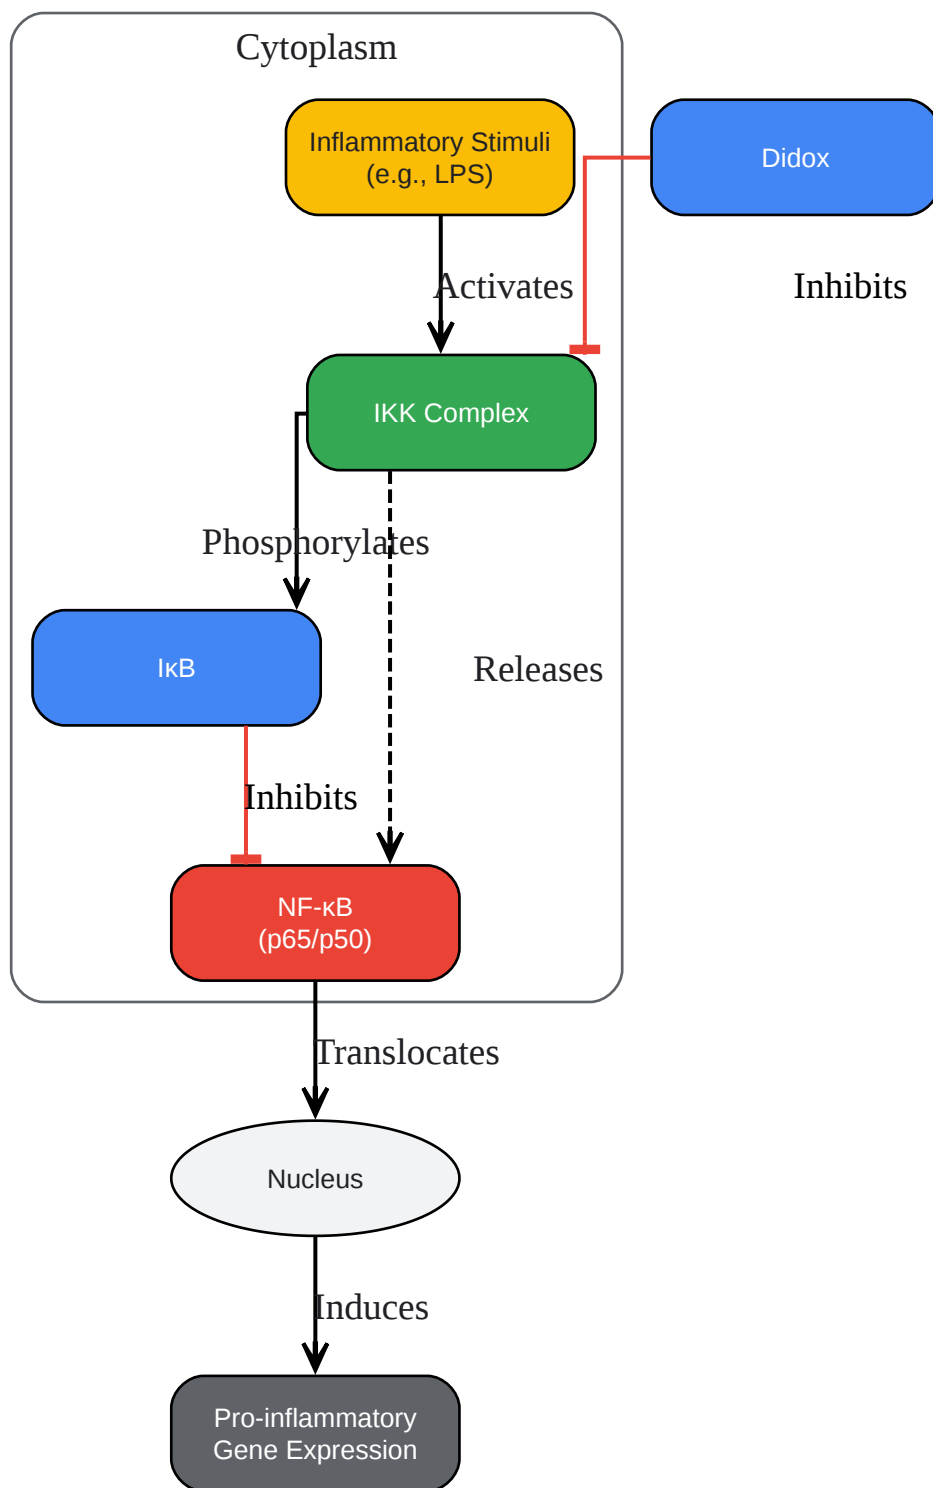 Cytoplasm
Inflammatory Stimuli
(e.g., LPS)
Didox
Activates
Inhibits
IKK Complex
Phosphorylates
IκB
Releases
Inhibits
NF-κB
(p65/p50)
Translocates
Nucleus
Induces
Pro-inflammatory
Gene Expression